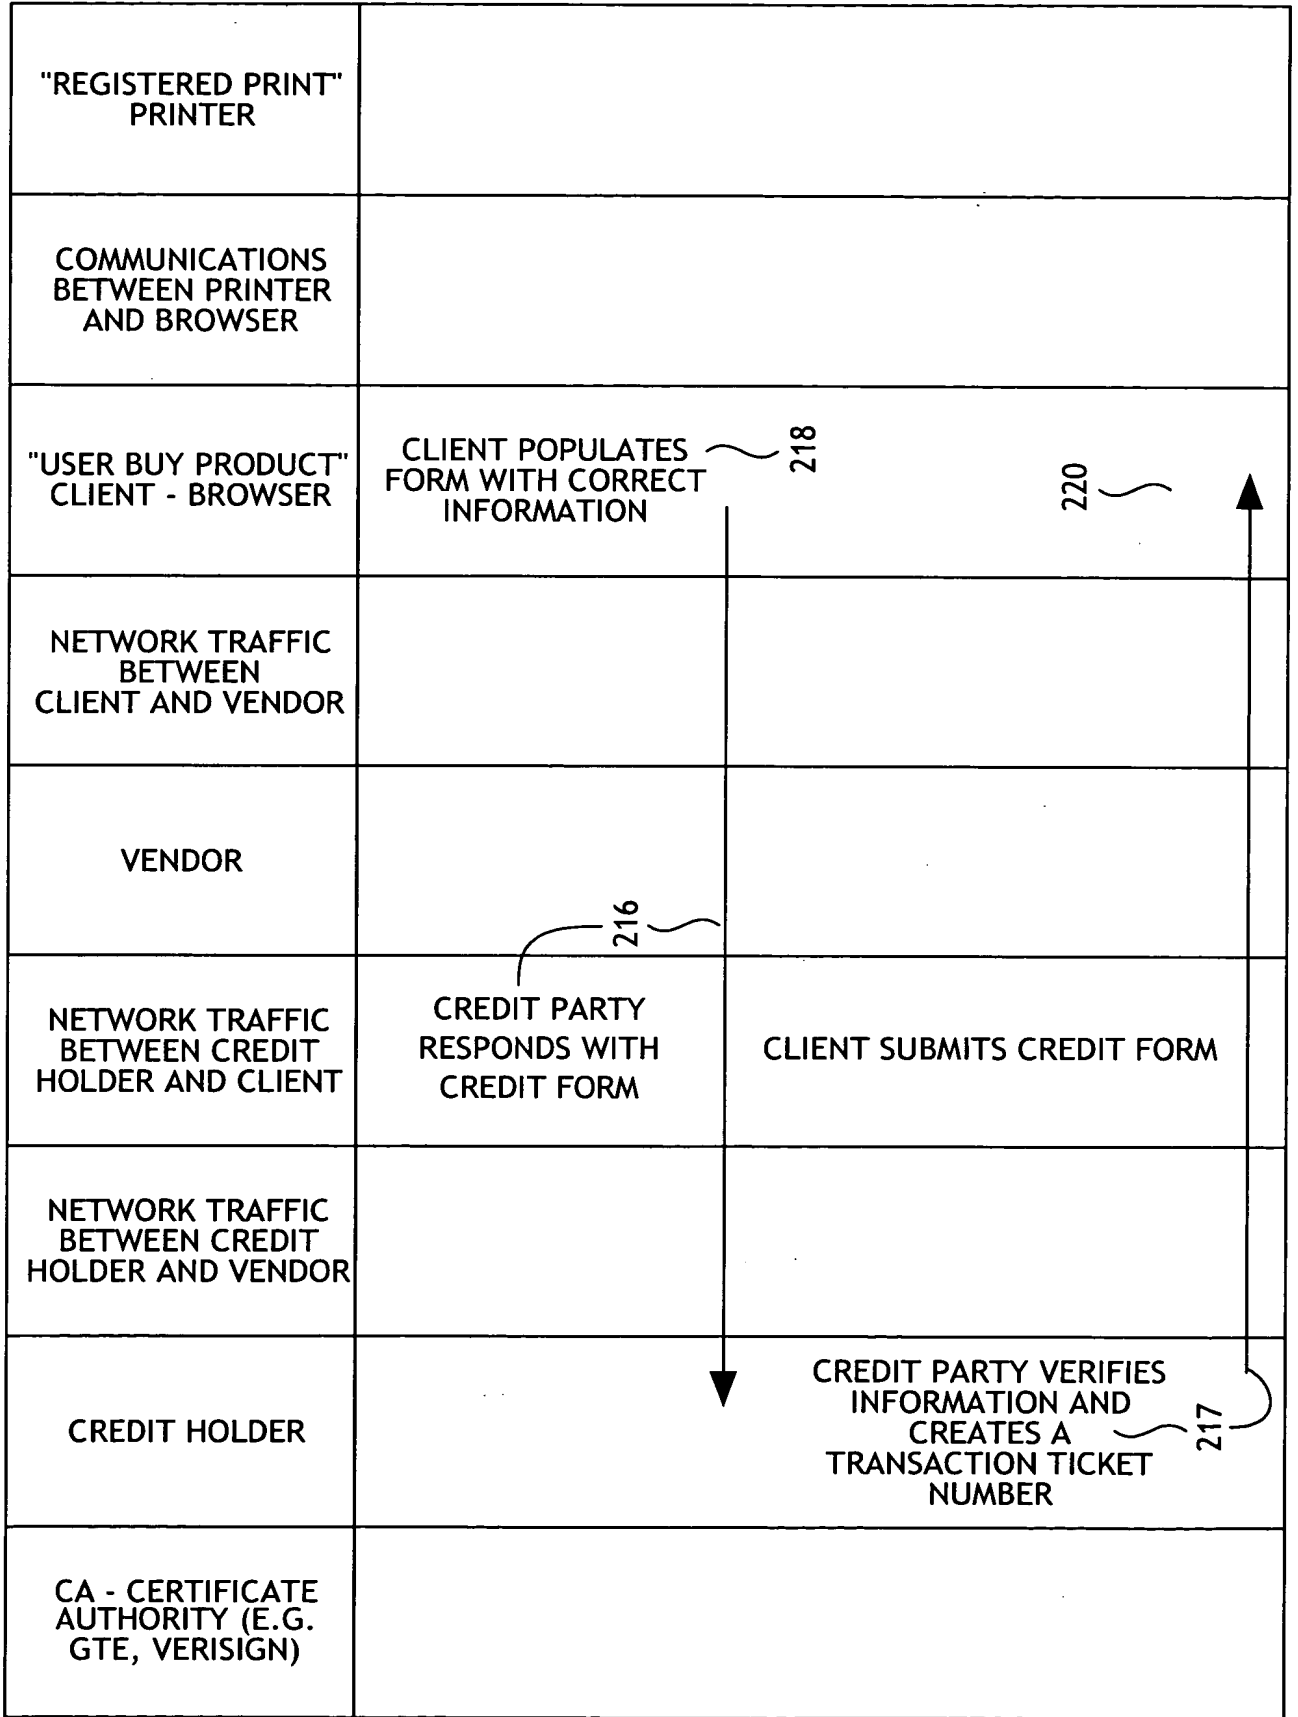 "REGISTERED PRINT"
PRINTER
COMMUNICATIONS
BETWEEN PRINTER
AND BROWSER
"USER BUY PRODUCT"
CLIENT - BROWSER
CLIENT POPULATES
FORM WITH CORRECT
INFORMATION
218
220
NETWORK TRAFFIC
BETWEEN
CLIENT AND VENDOR
VENDOR
216
NETWORK TRAFFIC
BETWEEN CREDIT
HOLDER AND CLIENT
CREDIT PARTY
RESPONDS WITH
CREDIT FORM
CLIENT SUBMITS CREDIT FORM
NETWORK TRAFFIC
BETWEEN CREDIT
HOLDER AND VENDOR
CREDIT HOLDER
CREDIT PARTY VERIFIES
INFORMATION AND
CREATES A
TRANSACTION TICKET
NUMBER
217
CA - CERTIFICATE
AUTHORITY (E.G.
GTE, VERISIGN)